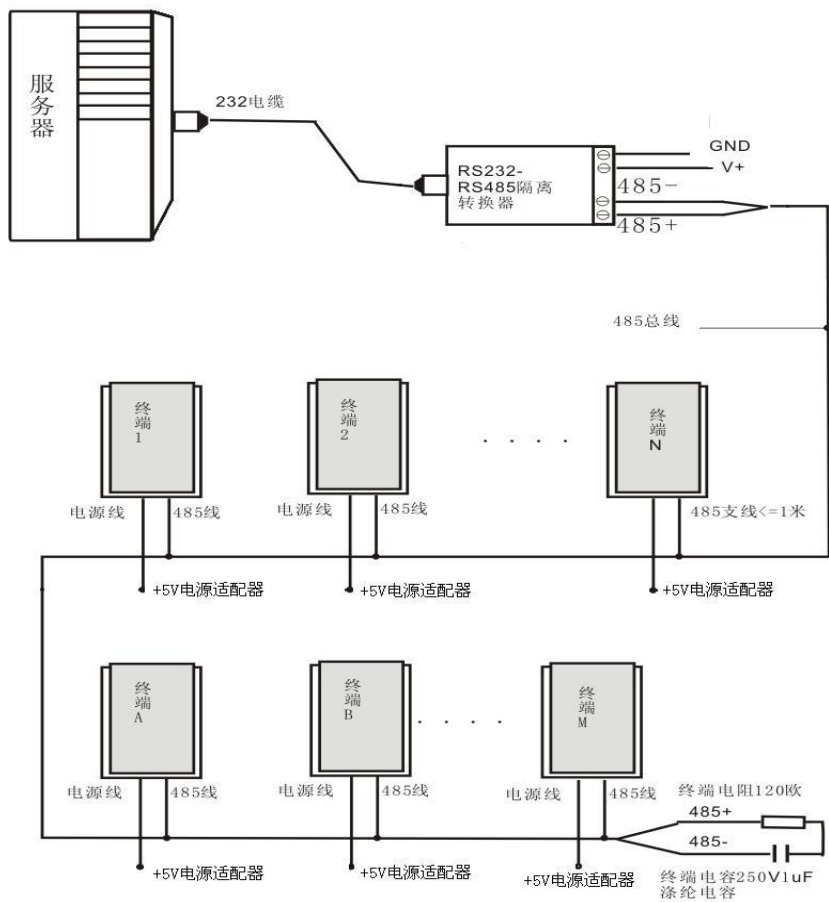 服务器
232电缆
GND
V+
RS232-
RS485隔离
转换器
485-
485+
485总线
终端1
终端2
终端N
· · · ·
电源线
485线
电源线
485线
485支线<=1米
+5V电源适配器
+5V电源适配器
+5V电源适配器
终端A
终端B
终端M
· · · ·
电源线
485线
电源线
485线
电源线
485线
终端电阻120欧
485+
485-
+5V电源适配器
+5V电源适配器
+5V电源适配器
终端电容250V1uF
涤纶电容